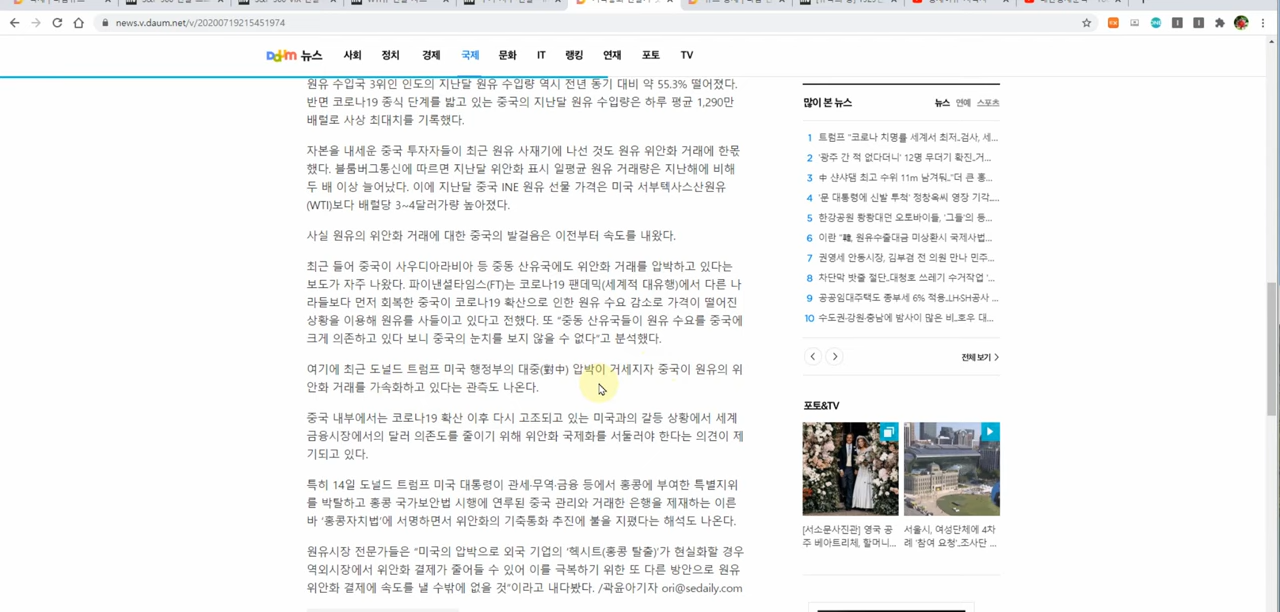 news.v.daum.net/v/20200719215451974
Daum 뉴스 사회 정치 경제 국제 문화 IT 랭킹 연재 포토 TV
원유 수입국 3위인 인도의 지난달 원유 수입량 역시 전년 동기 대비 약 55.3% 떨어졌다.
반면 코로나19 종식 단계를 밟고 있는 중국의 지난달 원유 수입량은 하루 평균 1,290만
배럴로 사상 최대치를 기록했다.
자본을 내세운 중국 투자자들이 최근 원유 사재기에 나선 것도 원유 위안화 거래에 한몫
했다. 블룸버그통신에 따르면 지난달 위안화 표시 일평균 원유 거래량은 지난해에 비해
두 배 이상 늘어났다. 이에 지난달 중국 INE 원유 선물 가격은 미국 서부텍사스산원유
(WTI)보다 배럴당 3~4달러가량 높아졌다.
사실 원유의 위안화 거래에 대한 중국의 발걸음은 이전부터 속도를 내왔다.
최근 들어 중국이 사우디아라비아 등 중동 산유국에도 위안화 거래를 압박하고 있다는
보도가 자주 나왔다. 파이낸셜타임스(FT)는 코로나19 팬데믹(세계적 대유행)에서 다른 나
라들보다 먼저 회복한 중국이 코로나19 확산으로 인한 원유 수요 감소로 가격이 떨어진
상황을 이용해 원유를 사들이고 있다고 전했다. 또 “중동 산유국들이 원유 수요를 중국에
크게 의존하고 있다 보니 중국의 눈치를 보지 않을 수 없다”고 분석했다.
여기에 최근 도널드 트럼프 미국 행정부의 대중(對中) 압박이 거세지자 중국이 원유의 위
안화 거래를 가속화하고 있다는 관측도 나온다.
중국 내부에서는 코로나19 확산 이후 다시 고조되고 있는 미국과의 갈등 상황에서 세계
금융시장에서의 달러 의존도를 줄이기 위해 위안화 국제화를 서둘러야 한다는 의견이 제
기되고 있다.
특히 14일 도널드 트럼프 미국 대통령이 관세·무역·금융 등에서 홍콩에 부여한 특별지위
를 박탈하고 홍콩 국가보안법 시행에 연루된 중국 관리와 거래한 은행을 제재하는 이른
바 ‘홍콩자치법’에 서명하면서 위안화의 기축통화 추진에 불을 지폈다는 해석도 나온다.
원유시장 전문가들은 “미국의 압박으로 외국 기업의 ‘헥시트(홍콩 탈출)’가 현실화할 경우
역외시장에서 위안화 결제가 줄어들 수 있어 이를 극복하기 위한 또 다른 방안으로 원유
위안화 결제에 속도를 낼 수밖에 없을 것”이라고 내다봤다. /곽윤아기자 ori@sedaily.com
많이 본 뉴스 뉴스 연예 스포츠
1 트럼프 “코로나 치명률 세계서 최저..검사, 세...
2 ‘광주 간 적 없다더니’ 12명 무더기 확진..거...
3 中 샨샤댐 최고 수위 11m 남겨둬..“더 큰 홍...
4 ‘문 대통령에 신발 투척’ 정창옥씨 영장 기각,...
5 한강공원 쾅쾅대던 오토바이들, ‘그들’의 등...
6 이란 “韓, 원유수출대금 미상환시 국제사법...
7 권영세 안동시장, 김부겸 전 의원 만나 민주...
8 차단막 밧줄 절단..대청호 쓰레기 수거작업 ‘...
9 공공임대주택도 종부세 6% 적용..LH·SH공사 ...
10 수도권·강원·충남에 밤사이 많은 비..호우 대...
전체 보기
포토&TV
[서소문사진관] 영국 공
주 베아트리체, 할머니...
서울시, 여성단체에 4차
례 ‘참여 요청’..조사단 ...